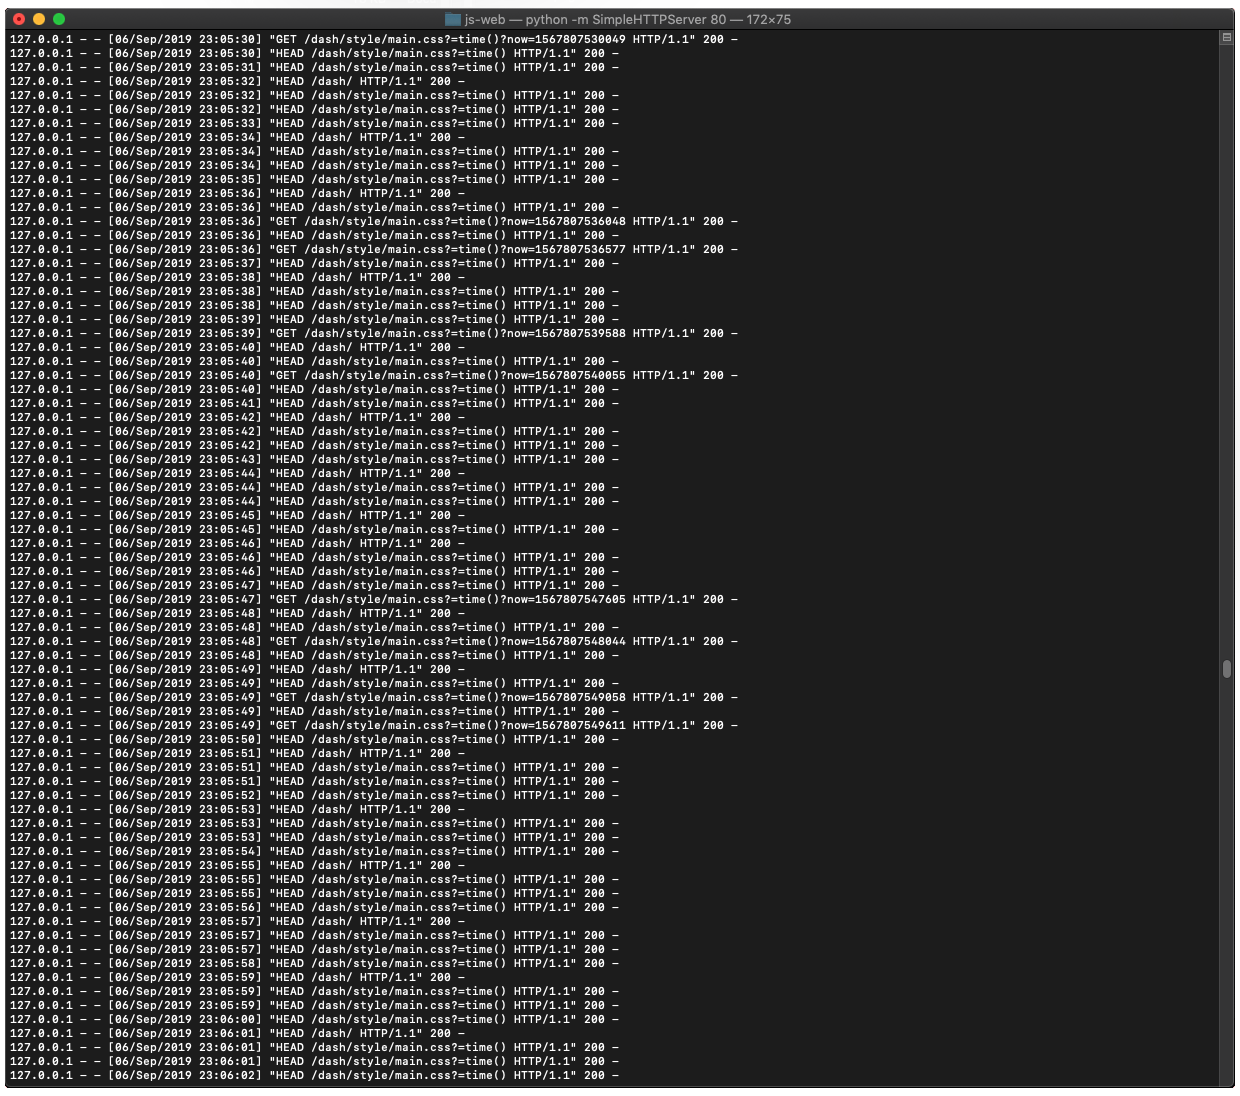 js-web — python -m SimpleHTTPServer 80 — 172×75
127.0.0.1 - - [06/Sep/2019 23:05:30] "GET /dash/style/main.css?=time()?now=1567807530049 HTTP/1.1" 200 -
127.0.0.1 - - [06/Sep/2019 23:05:30] "HEAD /dash/style/main.css?=time() HTTP/1.1" 200 -
127.0.0.1 - - [06/Sep/2019 23:05:31] "HEAD /dash/style/main.css?=time() HTTP/1.1" 200 -
127.0.0.1 - - [06/Sep/2019 23:05:32] "HEAD /dash/ HTTP/1.1" 200 -
127.0.0.1 - - [06/Sep/2019 23:05:32] "HEAD /dash/style/main.css?=time() HTTP/1.1" 200 -
127.0.0.1 - - [06/Sep/2019 23:05:32] "HEAD /dash/style/main.css?=time() HTTP/1.1" 200 -
127.0.0.1 - - [06/Sep/2019 23:05:33] "HEAD /dash/style/main.css?=time() HTTP/1.1" 200 -
127.0.0.1 - - [06/Sep/2019 23:05:34] "HEAD /dash/ HTTP/1.1" 200 -
127.0.0.1 - - [06/Sep/2019 23:05:34] "HEAD /dash/style/main.css?=time() HTTP/1.1" 200 -
127.0.0.1 - - [06/Sep/2019 23:05:34] "HEAD /dash/style/main.css?=time() HTTP/1.1" 200 -
127.0.0.1 - - [06/Sep/2019 23:05:35] "HEAD /dash/style/main.css?=time() HTTP/1.1" 200 -
127.0.0.1 - - [06/Sep/2019 23:05:36] "HEAD /dash/ HTTP/1.1" 200 -
127.0.0.1 - - [06/Sep/2019 23:05:36] "HEAD /dash/style/main.css?=time() HTTP/1.1" 200 -
127.0.0.1 - - [06/Sep/2019 23:05:36] "GET /dash/style/main.css?=time()?now=1567807536048 HTTP/1.1" 200 -
127.0.0.1 - - [06/Sep/2019 23:05:36] "HEAD /dash/style/main.css?=time() HTTP/1.1" 200 -
127.0.0.1 - - [06/Sep/2019 23:05:36] "GET /dash/style/main.css?=time()?now=1567807536577 HTTP/1.1" 200 -
127.0.0.1 - - [06/Sep/2019 23:05:37] "HEAD /dash/style/main.css?=time() HTTP/1.1" 200 -
127.0.0.1 - - [06/Sep/2019 23:05:38] "HEAD /dash/ HTTP/1.1" 200 -
127.0.0.1 - - [06/Sep/2019 23:05:38] "HEAD /dash/style/main.css?=time() HTTP/1.1" 200 -
127.0.0.1 - - [06/Sep/2019 23:05:38] "HEAD /dash/style/main.css?=time() HTTP/1.1" 200 -
127.0.0.1 - - [06/Sep/2019 23:05:39] "HEAD /dash/style/main.css?=time() HTTP/1.1" 200 -
127.0.0.1 - - [06/Sep/2019 23:05:39] "GET /dash/style/main.css?=time()?now=1567807539588 HTTP/1.1" 200 -
127.0.0.1 - - [06/Sep/2019 23:05:40] "HEAD /dash/ HTTP/1.1" 200 -
127.0.0.1 - - [06/Sep/2019 23:05:40] "HEAD /dash/style/main.css?=time() HTTP/1.1" 200 -
127.0.0.1 - - [06/Sep/2019 23:05:40] "GET /dash/style/main.css?=time()?now=1567807540055 HTTP/1.1" 200 -
127.0.0.1 - - [06/Sep/2019 23:05:40] "HEAD /dash/style/main.css?=time() HTTP/1.1" 200 -
127.0.0.1 - - [06/Sep/2019 23:05:41] "HEAD /dash/style/main.css?=time() HTTP/1.1" 200 -
127.0.0.1 - - [06/Sep/2019 23:05:42] "HEAD /dash/ HTTP/1.1" 200 -
127.0.0.1 - - [06/Sep/2019 23:05:42] "HEAD /dash/style/main.css?=time() HTTP/1.1" 200 -
127.0.0.1 - - [06/Sep/2019 23:05:42] "HEAD /dash/style/main.css?=time() HTTP/1.1" 200 -
127.0.0.1 - - [06/Sep/2019 23:05:43] "HEAD /dash/style/main.css?=time() HTTP/1.1" 200 -
127.0.0.1 - - [06/Sep/2019 23:05:44] "HEAD /dash/ HTTP/1.1" 200 -
127.0.0.1 - - [06/Sep/2019 23:05:44] "HEAD /dash/style/main.css?=time() HTTP/1.1" 200 -
127.0.0.1 - - [06/Sep/2019 23:05:44] "HEAD /dash/style/main.css?=time() HTTP/1.1" 200 -
127.0.0.1 - - [06/Sep/2019 23:05:45] "HEAD /dash/ HTTP/1.1" 200 -
127.0.0.1 - - [06/Sep/2019 23:05:45] "HEAD /dash/style/main.css?=time() HTTP/1.1" 200 -
127.0.0.1 - - [06/Sep/2019 23:05:46] "HEAD /dash/ HTTP/1.1" 200 -
127.0.0.1 - - [06/Sep/2019 23:05:46] "HEAD /dash/style/main.css?=time() HTTP/1.1" 200 -
127.0.0.1 - - [06/Sep/2019 23:05:46] "HEAD /dash/style/main.css?=time() HTTP/1.1" 200 -
127.0.0.1 - - [06/Sep/2019 23:05:47] "HEAD /dash/style/main.css?=time() HTTP/1.1" 200 -
127.0.0.1 - - [06/Sep/2019 23:05:47] "GET /dash/style/main.css?=time()?now=1567807547605 HTTP/1.1" 200 -
127.0.0.1 - - [06/Sep/2019 23:05:48] "HEAD /dash/ HTTP/1.1" 200 -
127.0.0.1 - - [06/Sep/2019 23:05:48] "HEAD /dash/style/main.css?=time() HTTP/1.1" 200 -
127.0.0.1 - - [06/Sep/2019 23:05:48] "GET /dash/style/main.css?=time()?now=1567807548044 HTTP/1.1" 200 -
127.0.0.1 - - [06/Sep/2019 23:05:48] "HEAD /dash/style/main.css?=time() HTTP/1.1" 200 -
127.0.0.1 - - [06/Sep/2019 23:05:49] "HEAD /dash/ HTTP/1.1" 200 -
127.0.0.1 - - [06/Sep/2019 23:05:49] "HEAD /dash/style/main.css?=time() HTTP/1.1" 200 -
127.0.0.1 - - [06/Sep/2019 23:05:49] "GET /dash/style/main.css?=time()?now=1567807549058 HTTP/1.1" 200 -
127.0.0.1 - - [06/Sep/2019 23:05:49] "HEAD /dash/style/main.css?=time() HTTP/1.1" 200 -
127.0.0.1 - - [06/Sep/2019 23:05:49] "GET /dash/style/main.css?=time()?now=1567807549611 HTTP/1.1" 200 -
127.0.0.1 - - [06/Sep/2019 23:05:50] "HEAD /dash/style/main.css?=time() HTTP/1.1" 200 -
127.0.0.1 - - [06/Sep/2019 23:05:51] "HEAD /dash/ HTTP/1.1" 200 -
127.0.0.1 - - [06/Sep/2019 23:05:51] "HEAD /dash/style/main.css?=time() HTTP/1.1" 200 -
127.0.0.1 - - [06/Sep/2019 23:05:51] "HEAD /dash/style/main.css?=time() HTTP/1.1" 200 -
127.0.0.1 - - [06/Sep/2019 23:05:52] "HEAD /dash/style/main.css?=time() HTTP/1.1" 200 -
127.0.0.1 - - [06/Sep/2019 23:05:53] "HEAD /dash/ HTTP/1.1" 200 -
127.0.0.1 - - [06/Sep/2019 23:05:53] "HEAD /dash/style/main.css?=time() HTTP/1.1" 200 -
127.0.0.1 - - [06/Sep/2019 23:05:53] "HEAD /dash/style/main.css?=time() HTTP/1.1" 200 -
127.0.0.1 - - [06/Sep/2019 23:05:54] "HEAD /dash/style/main.css?=time() HTTP/1.1" 200 -
127.0.0.1 - - [06/Sep/2019 23:05:55] "HEAD /dash/ HTTP/1.1" 200 -
127.0.0.1 - - [06/Sep/2019 23:05:55] "HEAD /dash/style/main.css?=time() HTTP/1.1" 200 -
127.0.0.1 - - [06/Sep/2019 23:05:55] "HEAD /dash/style/main.css?=time() HTTP/1.1" 200 -
127.0.0.1 - - [06/Sep/2019 23:05:56] "HEAD /dash/style/main.css?=time() HTTP/1.1" 200 -
127.0.0.1 - - [06/Sep/2019 23:05:57] "HEAD /dash/ HTTP/1.1" 200 -
127.0.0.1 - - [06/Sep/2019 23:05:57] "HEAD /dash/style/main.css?=time() HTTP/1.1" 200 -
127.0.0.1 - - [06/Sep/2019 23:05:57] "HEAD /dash/style/main.css?=time() HTTP/1.1" 200 -
127.0.0.1 - - [06/Sep/2019 23:05:58] "HEAD /dash/style/main.css?=time() HTTP/1.1" 200 -
127.0.0.1 - - [06/Sep/2019 23:05:59] "HEAD /dash/ HTTP/1.1" 200 -
127.0.0.1 - - [06/Sep/2019 23:05:59] "HEAD /dash/style/main.css?=time() HTTP/1.1" 200 -
127.0.0.1 - - [06/Sep/2019 23:05:59] "HEAD /dash/style/main.css?=time() HTTP/1.1" 200 -
127.0.0.1 - - [06/Sep/2019 23:06:00] "HEAD /dash/style/main.css?=time() HTTP/1.1" 200 -
127.0.0.1 - - [06/Sep/2019 23:06:01] "HEAD /dash/ HTTP/1.1" 200 -
127.0.0.1 - - [06/Sep/2019 23:06:01] "HEAD /dash/style/main.css?=time() HTTP/1.1" 200 -
127.0.0.1 - - [06/Sep/2019 23:06:01] "HEAD /dash/style/main.css?=time() HTTP/1.1" 200 -
127.0.0.1 - - [06/Sep/2019 23:06:02] "HEAD /dash/style/main.css?=time() HTTP/1.1" 200 -